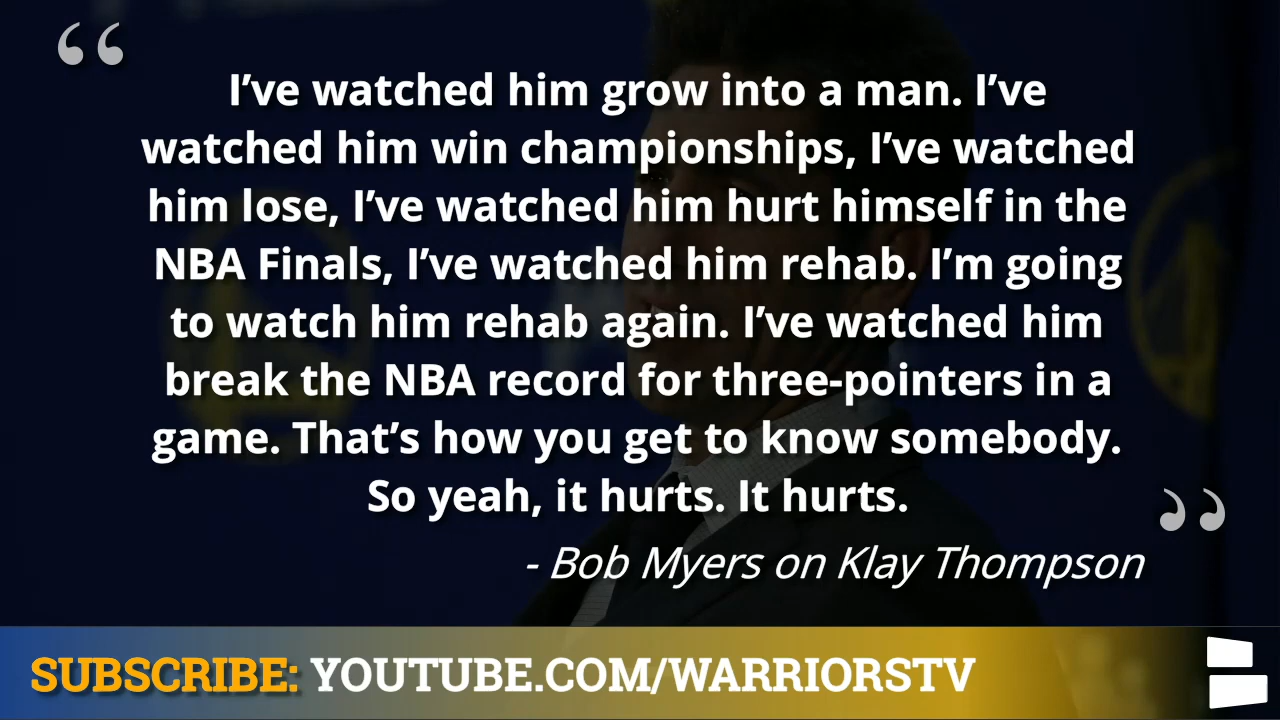 “
I’ve watched him grow into a man. I’ve
watched him win championships, I’ve watched
him lose, I’ve watched him hurt himself in the
NBA Finals, I’ve watched him rehab. I’m going
to watch him rehab again. I’ve watched him
break the NBA record for three-pointers in a
game. That’s how you get to know somebody.
So yeah, it hurts. It hurts.
”
- Bob Myers on Klay Thompson
SUBSCRIBE: YOUTUBE.COM/WARRIORSTV